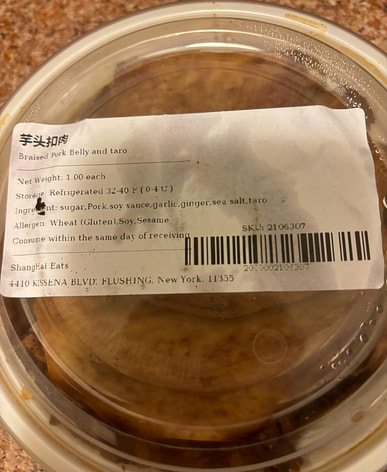 芋头扣肉
Braised Pork Belly and taro
Net Weight: 1.00 each
Storage: Refrigerated 32-40 F ( 0-4 C )
Ingredient: sugar,Pork,soy sauce,garlic,ginger,sea salt,taro
Allergen: Wheat (Gluten),Soy,Sesame
Consume within the same day of receiving
SKU: 2106307
Shanghai Eats
4410 KISSENA BLVD. FLUSHING, New York. 11355